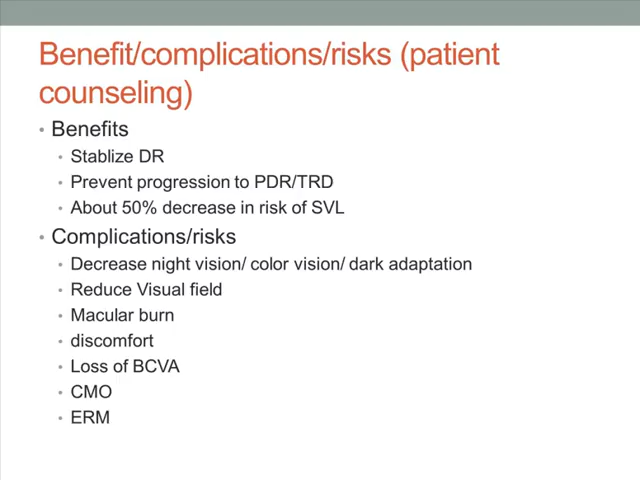 Benefit/complications/risks (patient
counseling)
• Benefits
• Stablize DR
• Prevent progression to PDR/TRD
• About 50% decrease in risk of SVL
• Complications/risks
• Decrease night vision/ color vision/ dark adaptation
• Reduce Visual field
• Macular burn
• discomfort
• Loss of BCVA
• CMO
• ERM